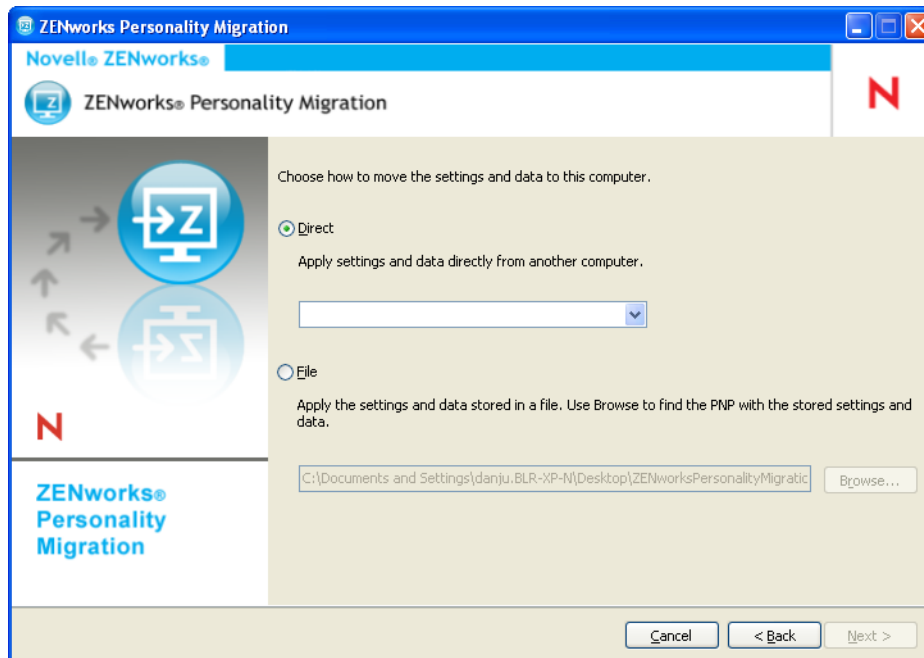 ZENworks Personality Migration
Novell® ZENworks®
ZENworks® Personality Migration
N
Choose how to move the settings and data to this computer.
Direct
Apply settings and data directly from another computer.
File
Apply the settings and data stored in a file. Use Browse to find the PNP with the stored settings and
data.
C:\Documents and Settings\danju.BLR-XP-N\Desktop\ZENworksPersonalityMigratic
Browse...
Z
N
ZENworks®
Personality
Migration
Cancel
< Back
Next >